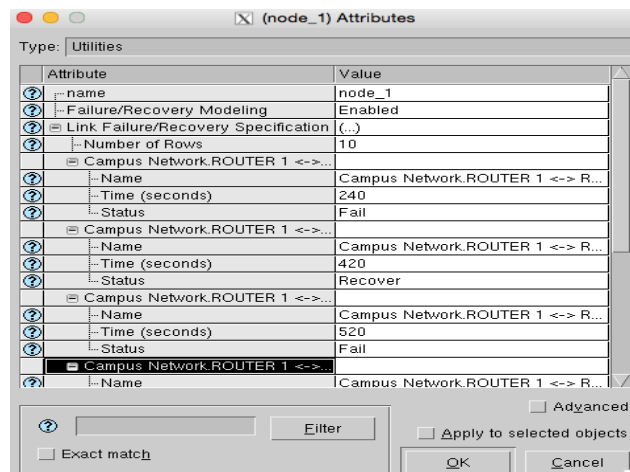 (node_1) Attributes
Type: Utilities
Attribute Value
name node_1
Failure/Recovery Modeling Enabled
Link Failure/Recovery Specification (...)
Number of Rows 10
Campus Network.ROUTER 1 <->...
Name Campus Network.ROUTER 1 <-> R...
Time (seconds) 240
Status Fail
Campus Network.ROUTER 1 <->...
Name Campus Network.ROUTER 1 <-> R...
Time (seconds) 420
Status Recover
Campus Network.ROUTER 1 <->...
Name Campus Network.ROUTER 1 <-> R...
Time (seconds) 520
Status Fail
Campus Network.ROUTER 1 <->...
Name Campus Network.ROUTER 1 <-> R...
Advanced
Filter
Apply to selected objects
Exact match
OK Cancel